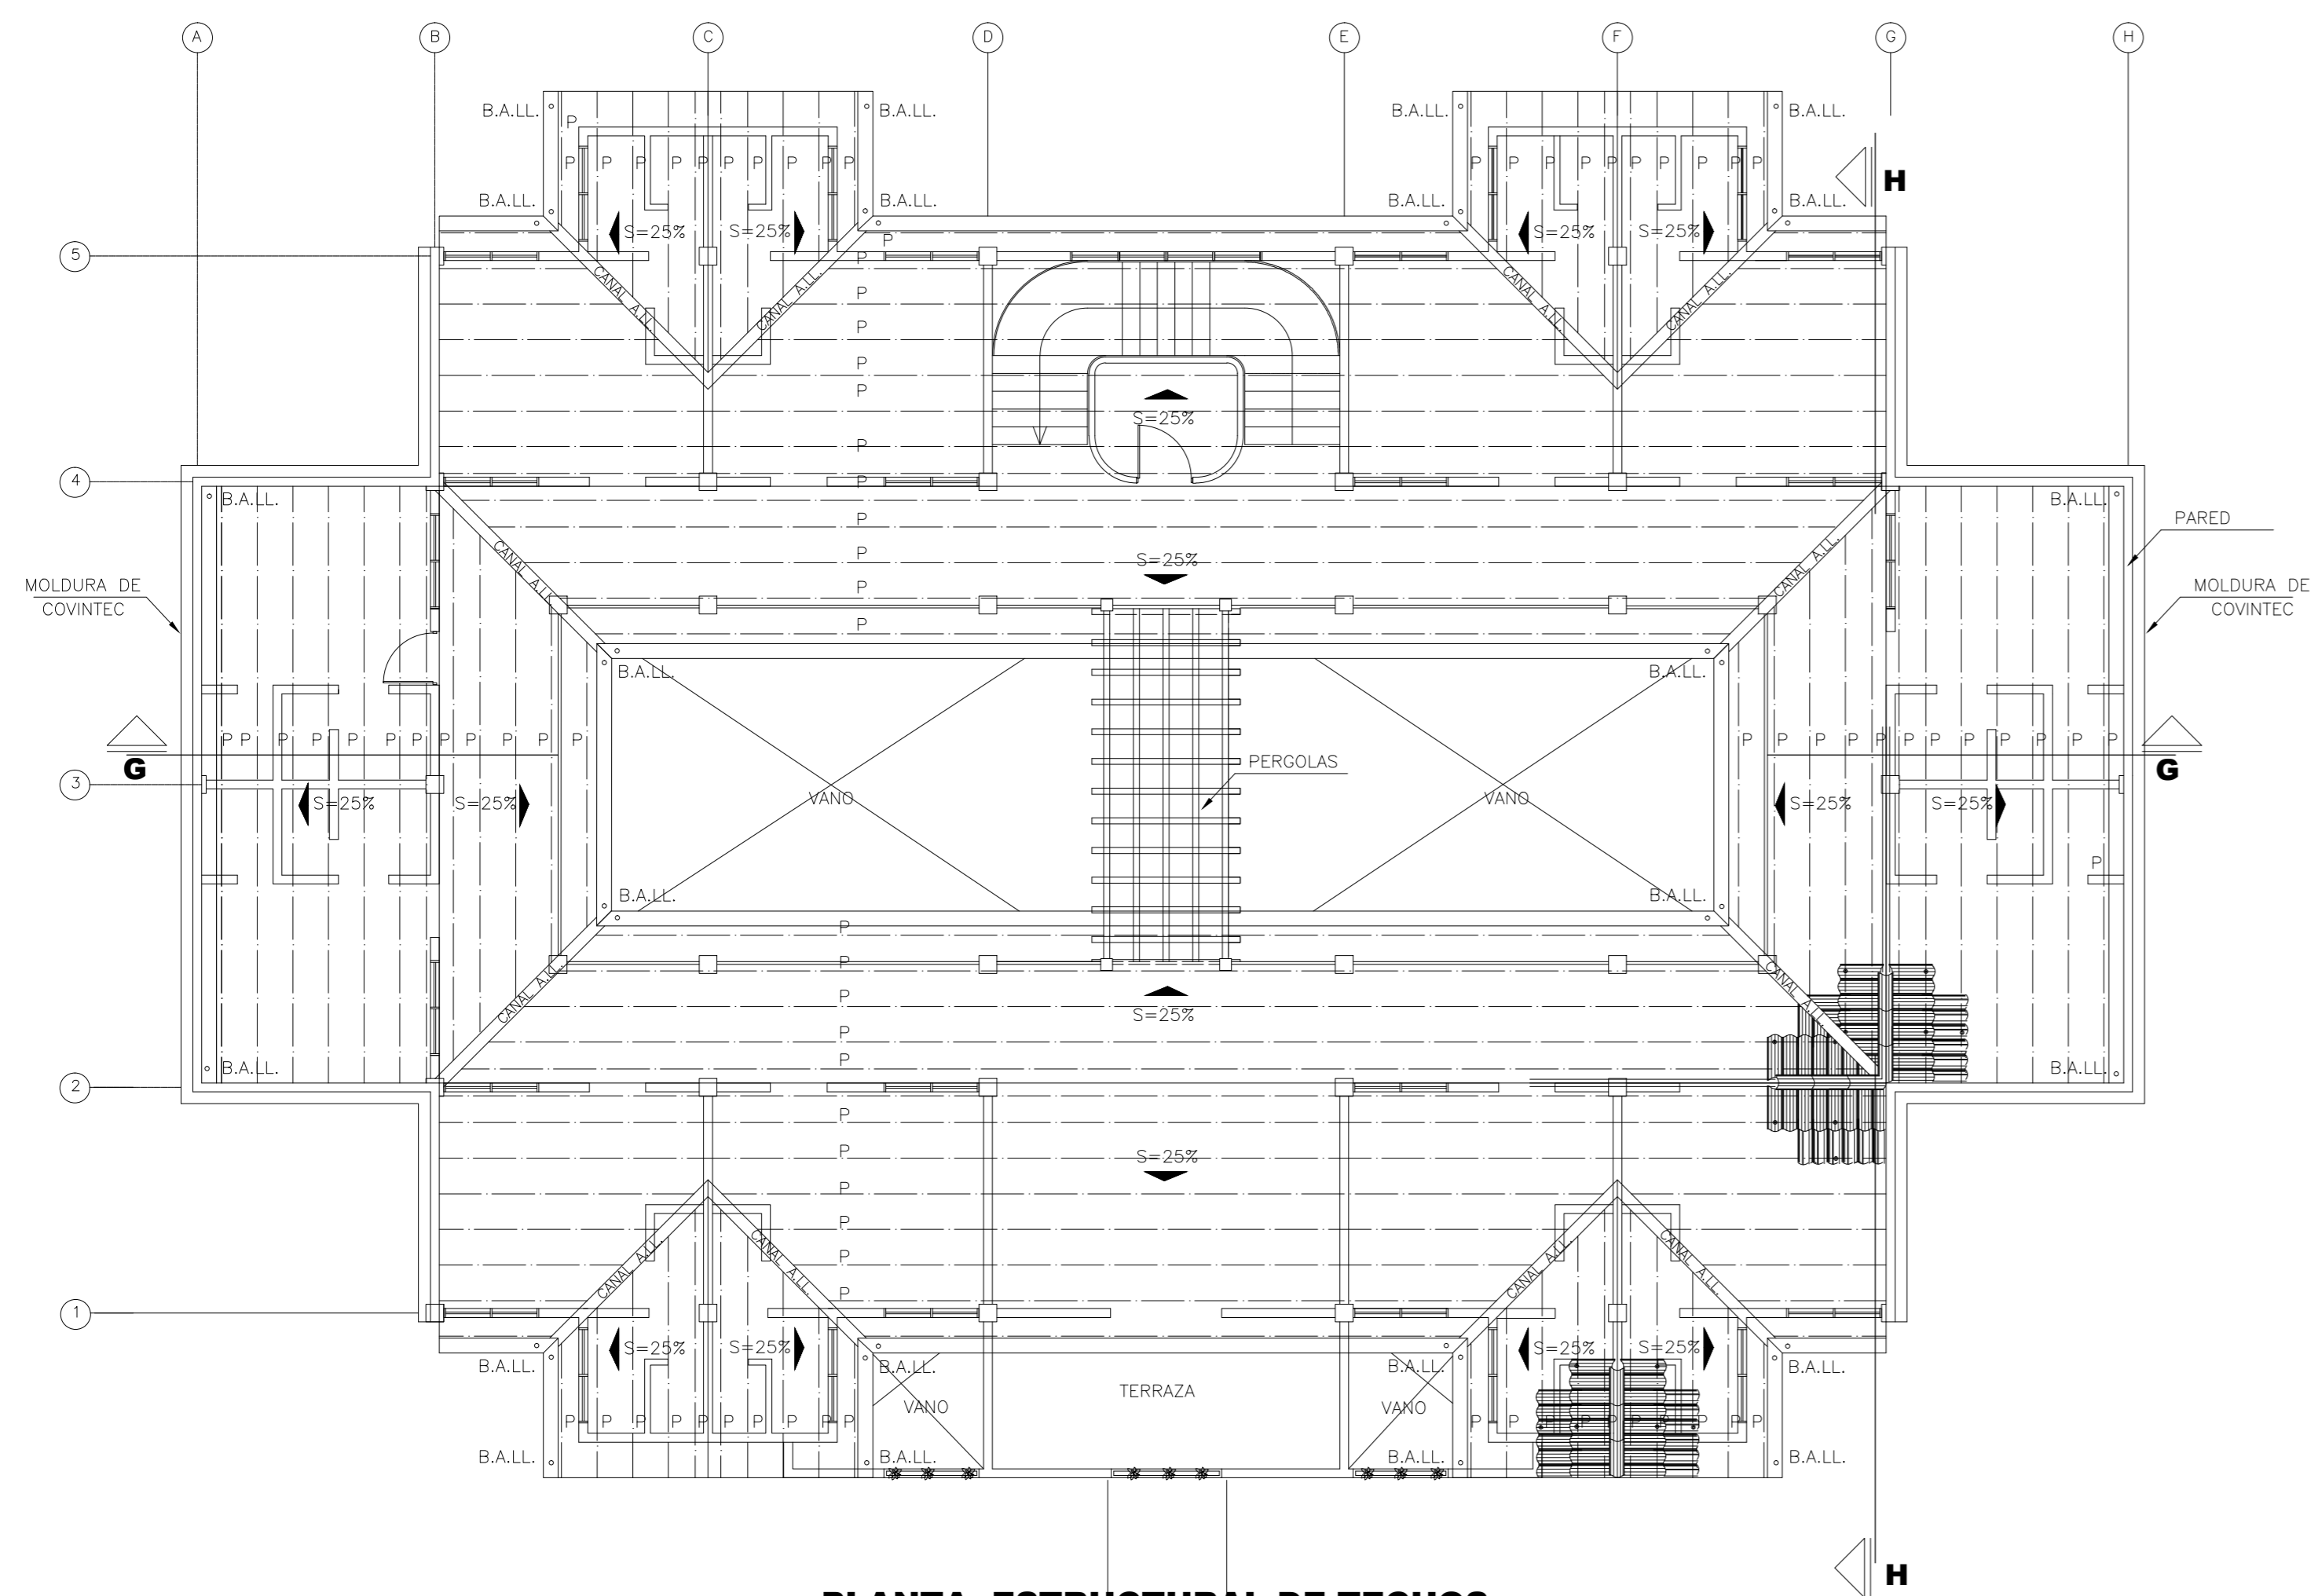 A B C D E F G H
B.A.LL. B.A.LL. B.A.LL. B.A.LL.
P
P P P P P P P P P P P P P P P P P P
H
B.A.LL. B.A.LL. B.A.LL. B.A.LL.
S=25% S=25% S=25% S=25%
P
5
P
CANAL A.LL. CANAL A.LL. CANAL A.LL. CANAL A.LL.
P
P
P
P
S=25%
P
4
P
B.A.LL. B.A.LL.
P
PARED
CANAL A.LL. CANAL A.LL.
P
S=25%
MOLDURA DE
COVINTEC
MOLDURA DE
COVINTEC
P
P
B.A.LL. B.A.LL.
P P P P P P P P P P P P P P P P P P P P P P
PERGOLAS
G G
3
VANO VANO
S=25% S=25% S=25% S=25%
P
B.A.LL. B.A.LL.
P
P
CANAL A.LL. CANAL A.LL.
P
S=25%
P
P
B.A.LL. B.A.LL.
2
P
P
S=25%
P
P
CANAL A.LL. CANAL A.LL. CANAL A.LL. CANAL A.LL.
P
P
1
S=25% S=25% S=25% S=25%
B.A.LL. B.A.LL. B.A.LL. B.A.LL.
TERRAZA
VANO VANO
P P P P P P P P P P P P P P P P P P
B.A.LL. B.A.LL. B.A.LL. B.A.LL.
H
PLANTA ESTRUCTURAL DE TECHOS